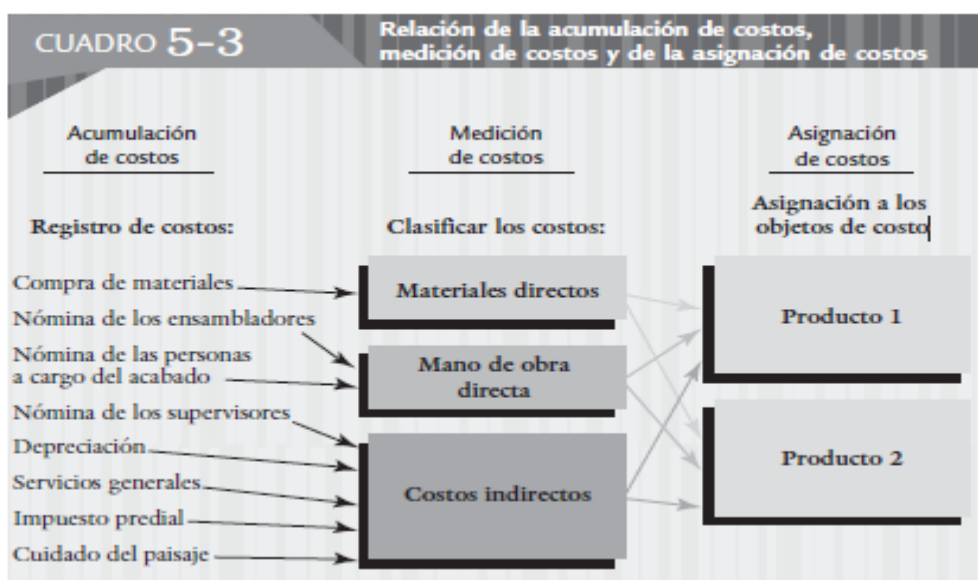 CUADRO 5-3
Relación de la acumulación de costos,
medición de costos y de la asignación de costos
Acumulación
de costos
Medición
de costos
Asignación
de costos
Registro de costos:
Clasificar los costos:
Asignación a los
objetos de costo
Compra de materiales
Nómina de los ensambladores
Nómina de las personas
a cargo del acabado
Nómina de los supervisores
Depreciación
Servicios generales
Impuesto predial
Cuidado del paisaje
Materiales directos
Mano de obra
directa
Costos indirectos
Producto 1
Producto 2